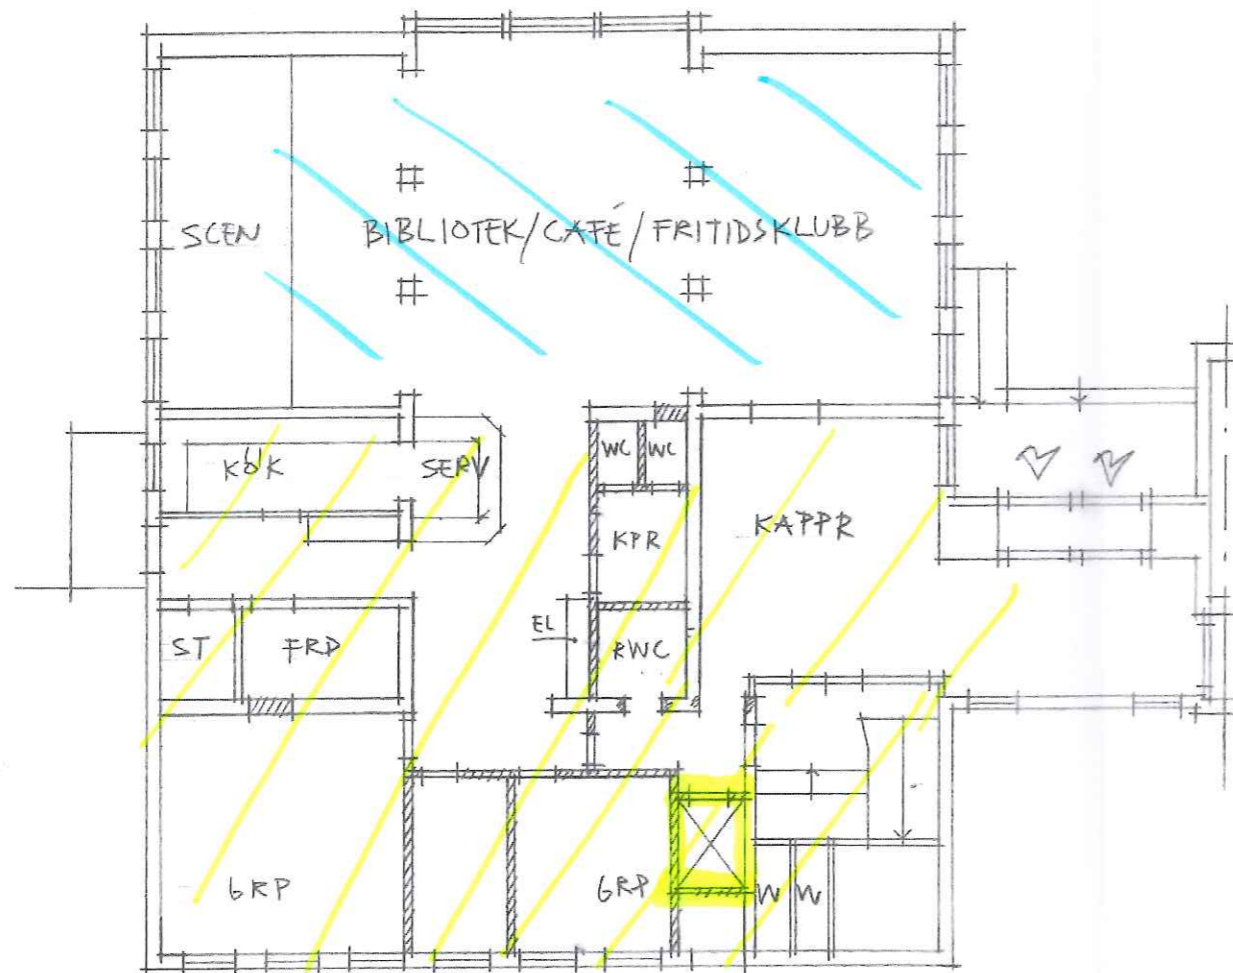 SCEN
BIBLIOTEK/CAFÉ/FRITIDSKLUBB
KÖK
SERV
WC
WC
KPR
KAPPR
EL
RWC
ST
FRD
GRP
GRP
W
W